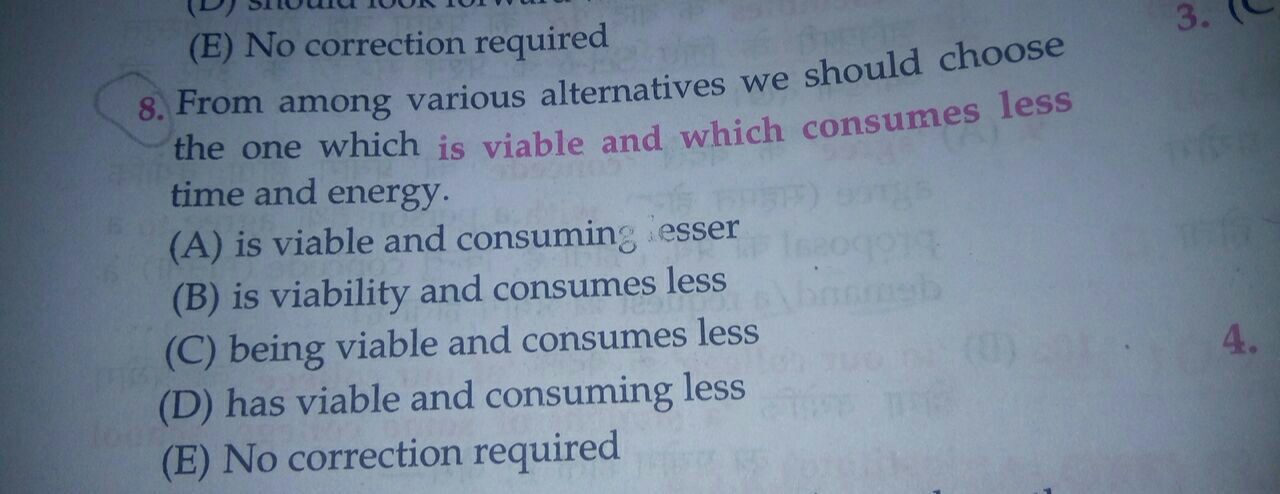 (D) should look forward
(E) No correction required
3.
8. From among various alternatives we should choose
the one which is viable and which consumes less
time and energy.
(A) is viable and consuming lesser
(B) is viability and consumes less
(C) being viable and consumes less
4.
(D) has viable and consuming less
(E) No correction required